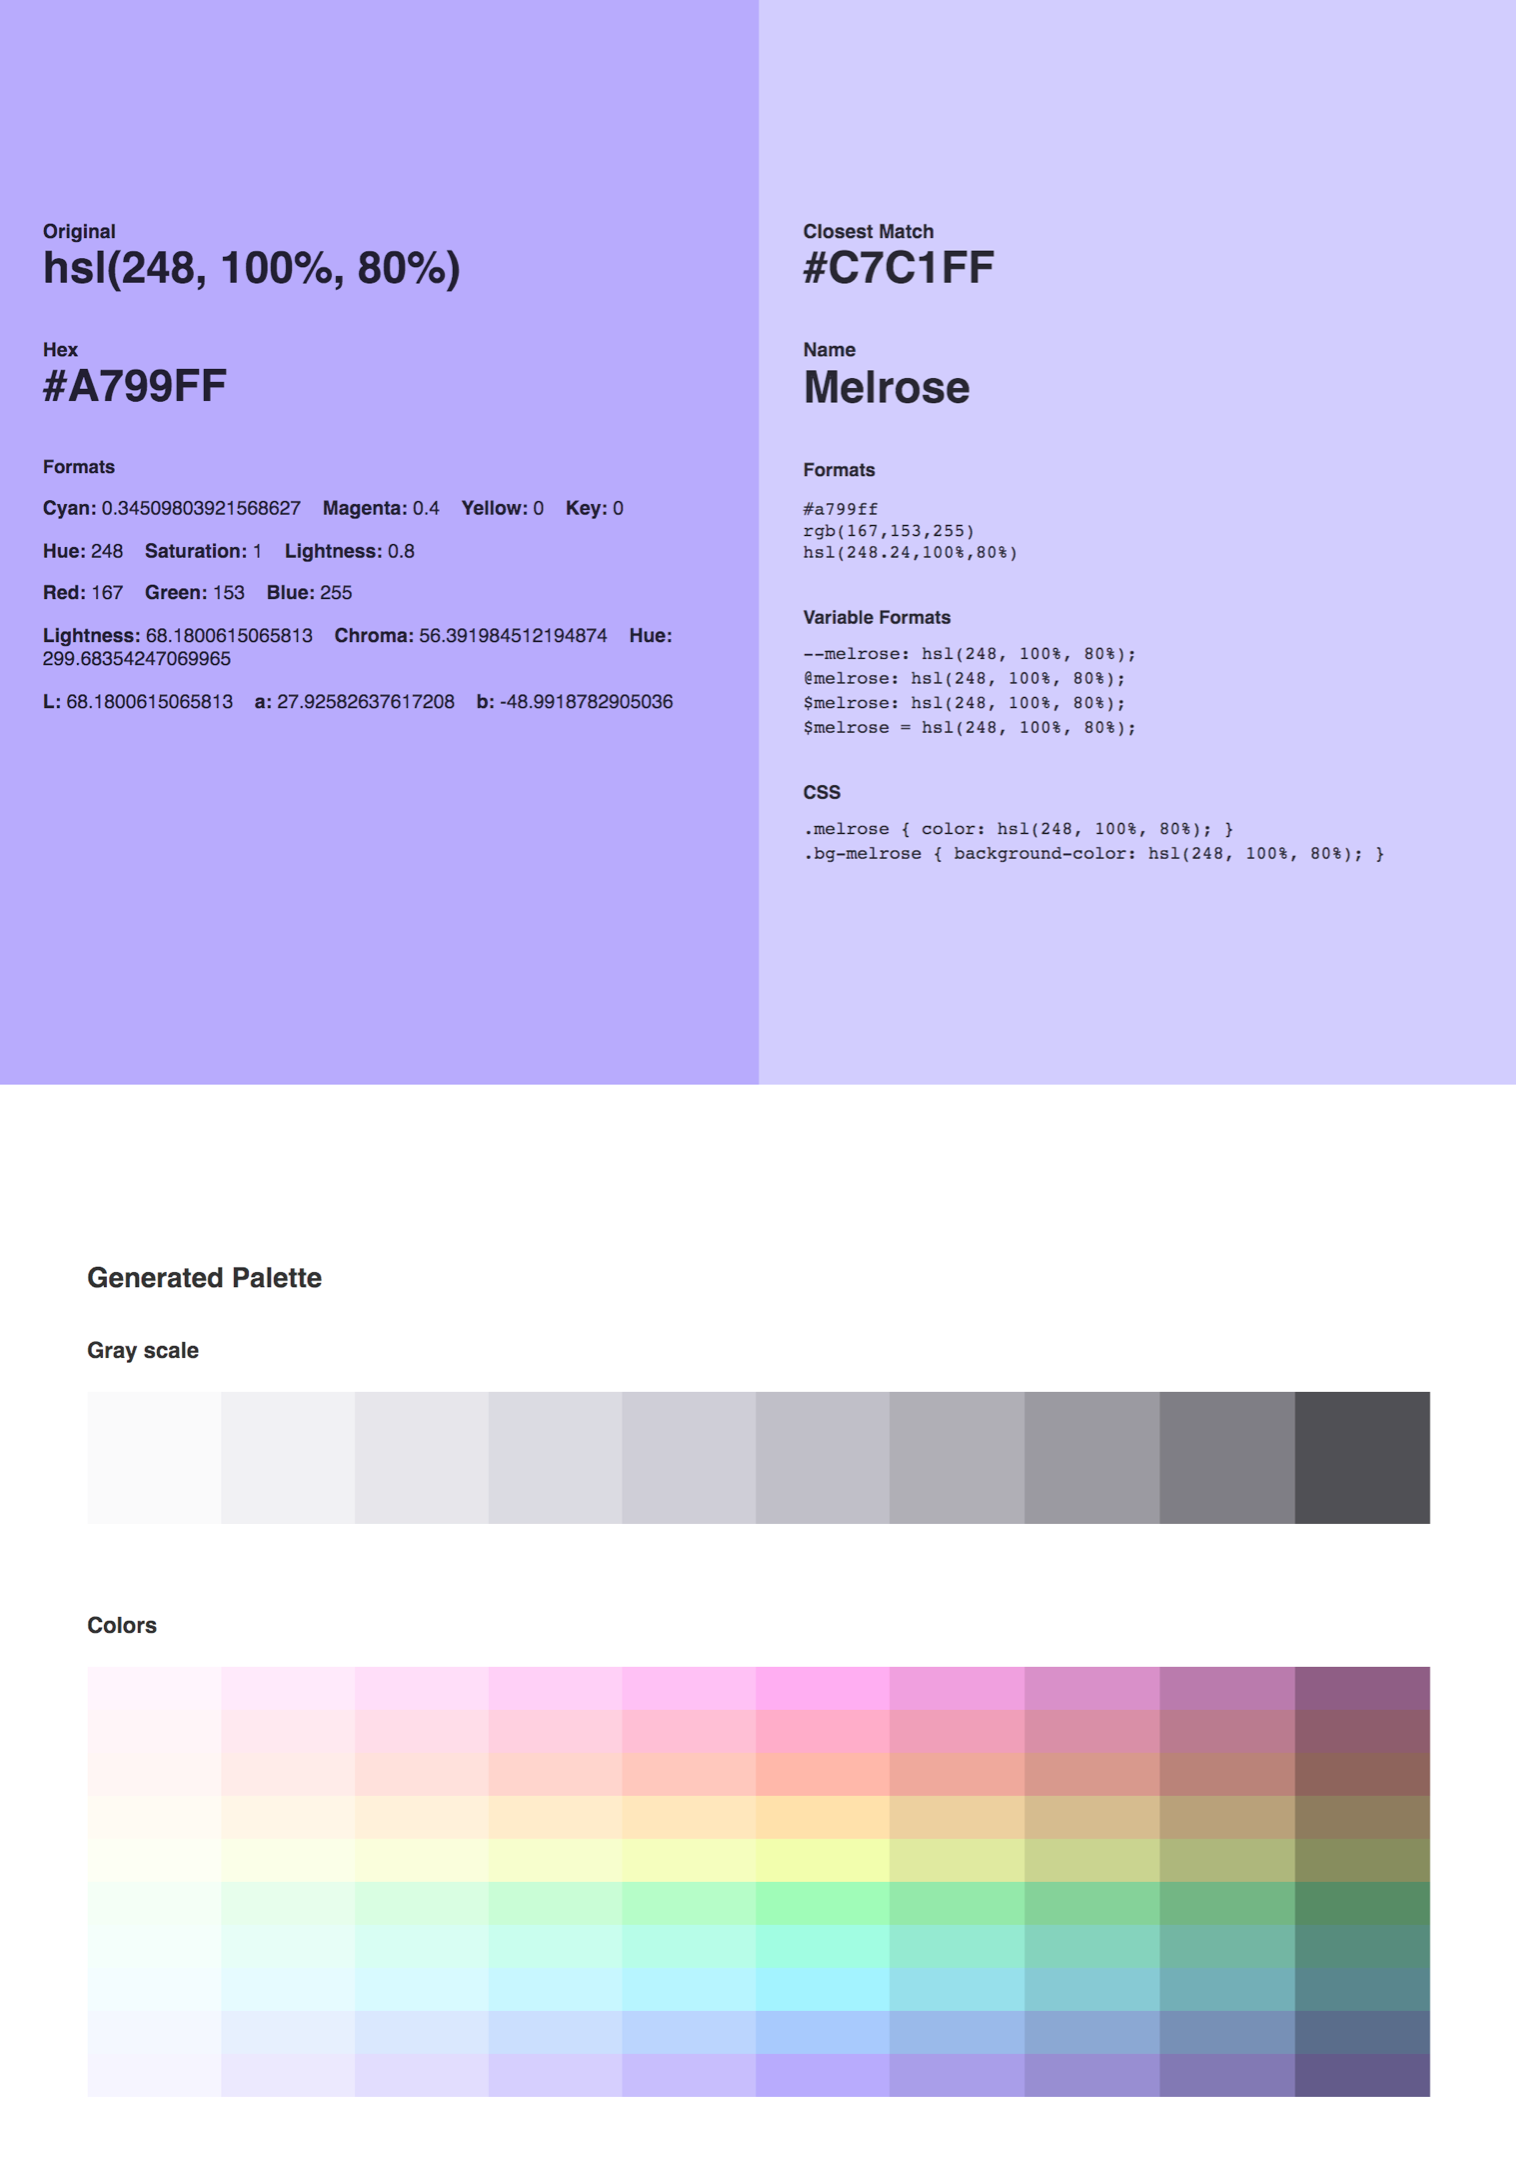 Original
hsl(248, 100%, 80%)
Hex
#A799FF
Formats
Cyan: 0.34509803921568627 Magenta: 0.4 Yellow: 0 Key: 0
Hue: 248 Saturation: 1 Lightness: 0.8
Red: 167 Green: 153 Blue: 255
Lightness: 68.1800615065813 Chroma: 56.391984512194874 Hue:
299.68354247069965
L: 68.1800615065813 a: 27.92582637617208 b: -48.9918782905036
Closest Match
#C7C1FF
Name
Melrose
Formats
#a799ff
rgb(167,153,255)
hsl(248.24,100%,80%)
Variable Formats
--melrose: hsl(248, 100%, 80%);
@melrose: hsl(248, 100%, 80%);
$melrose: hsl(248, 100%, 80%);
$melrose = hsl(248, 100%, 80%);
CSS
.melrose { color: hsl(248, 100%, 80%); }
.bg-melrose { background-color: hsl(248, 100%, 80%); }
Generated Palette
Gray scale
Colors